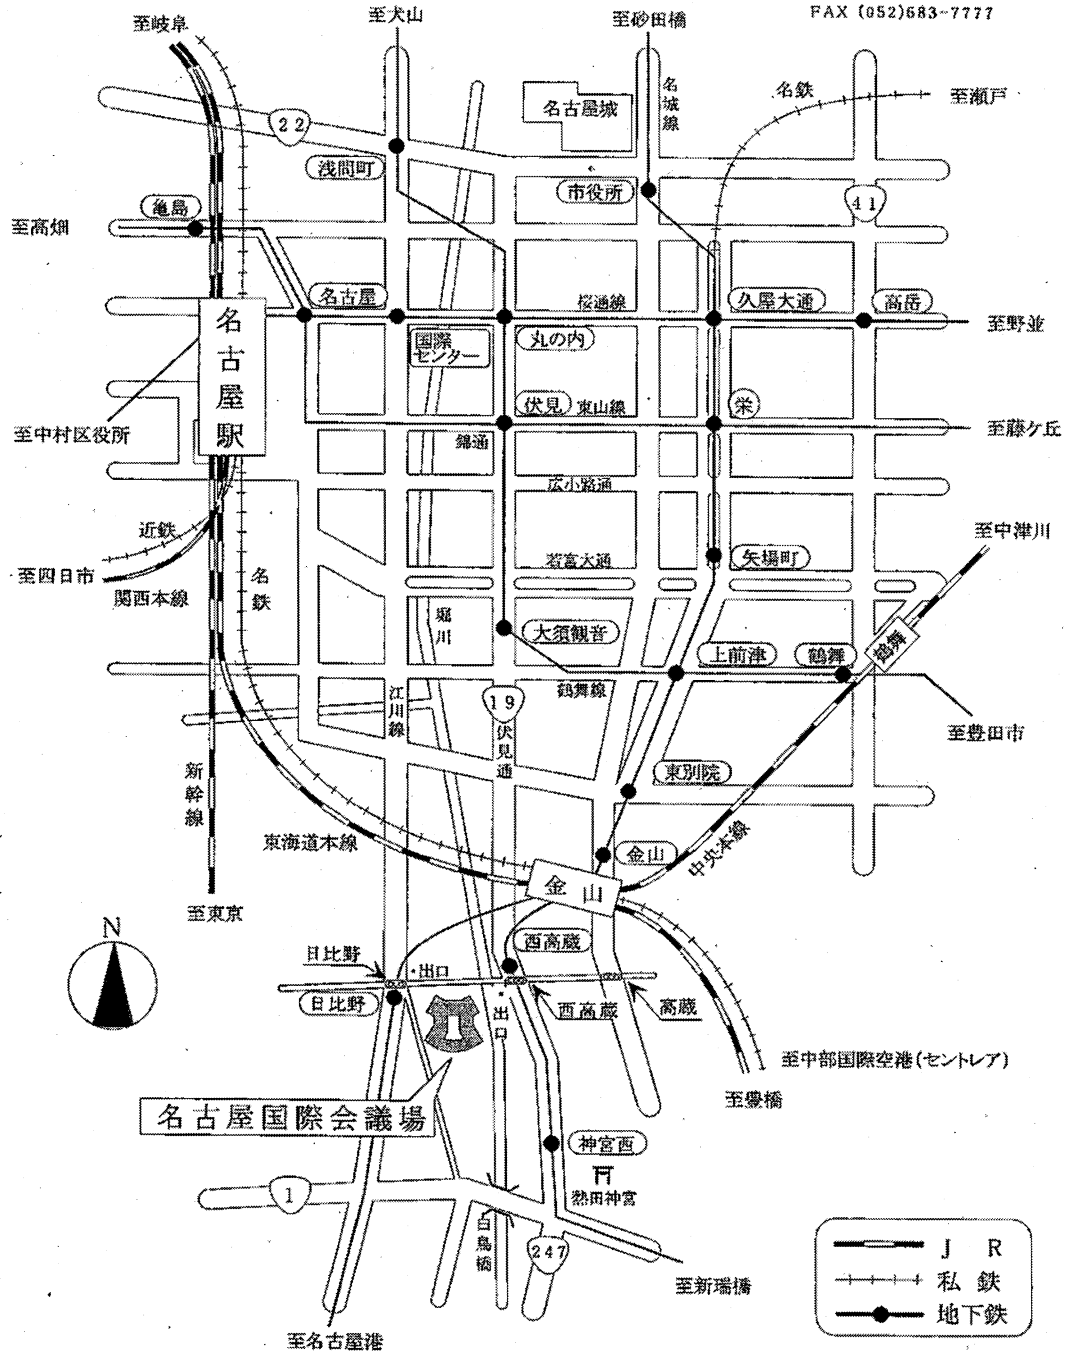 FAX (052)683-7777
至岐阜
至犬山
至砂田橋
名城線
名古屋城
名鉄
至瀬戸
22
浅間町
市役所
41
亀島
至高畑
名古屋
桜通線
久屋大通
高岳
至野並
名古屋駅
国際
センター
丸の内
伏見
東山線
栄
至中村区役所
錦通
至藤ケ丘
広小路通
近鉄
若宮大通
矢場町
至中津川
至四日市
関西本線
名鉄
堀川
大須観音
上前津
鶴舞
鶴舞
鶴舞線
江川線
19
伏見通
至豊田市
新幹線
東別院
東海道本線
金山
中央本線
金山
至東京
N
日比野
・出口
西高蔵
日比野
・出口
西高蔵
高蔵
至中部国際空港(セントレア)
至豊橋
名古屋国際会議場
神宮西
熱田神宮
1
白鳥橋
247
至新瑞橋
至名古屋港
JR
私鉄
地下鉄